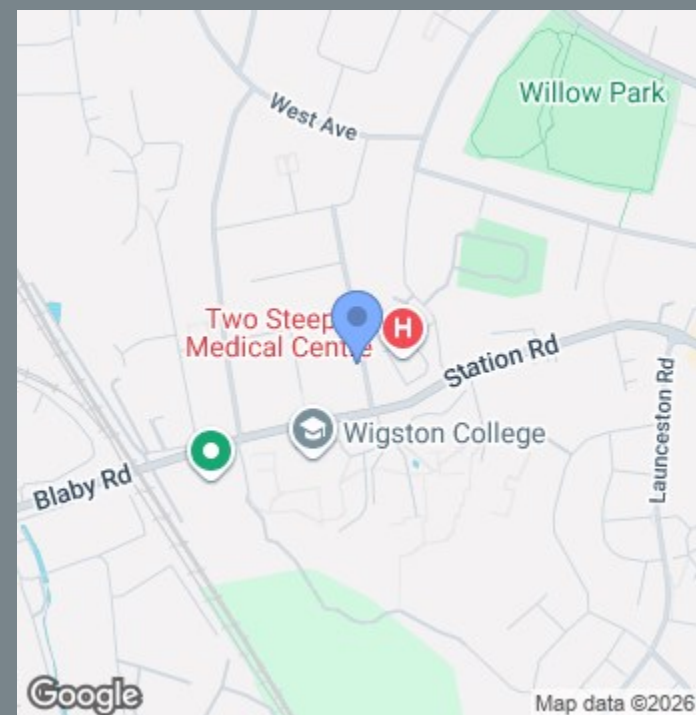 Willow Park
West Ave
Two Steep
Medical Centre
H
Station Rd
Launceston Rd
Wigston College
Blaby Rd
Google
Map data ©2026